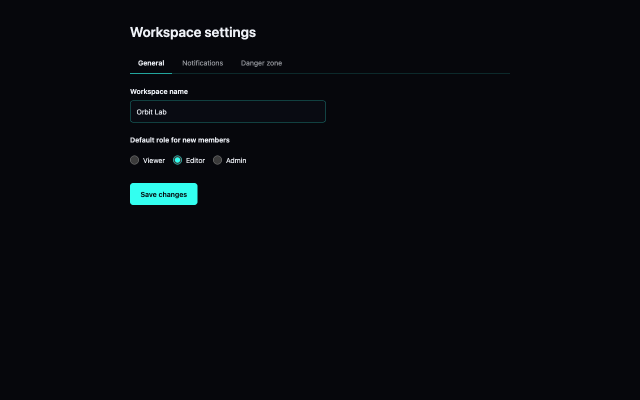 Workspace settings
General Notifications Danger zone
Workspace name
Orbit Lab
Default role for new members
Viewer Editor Admin
Save changes